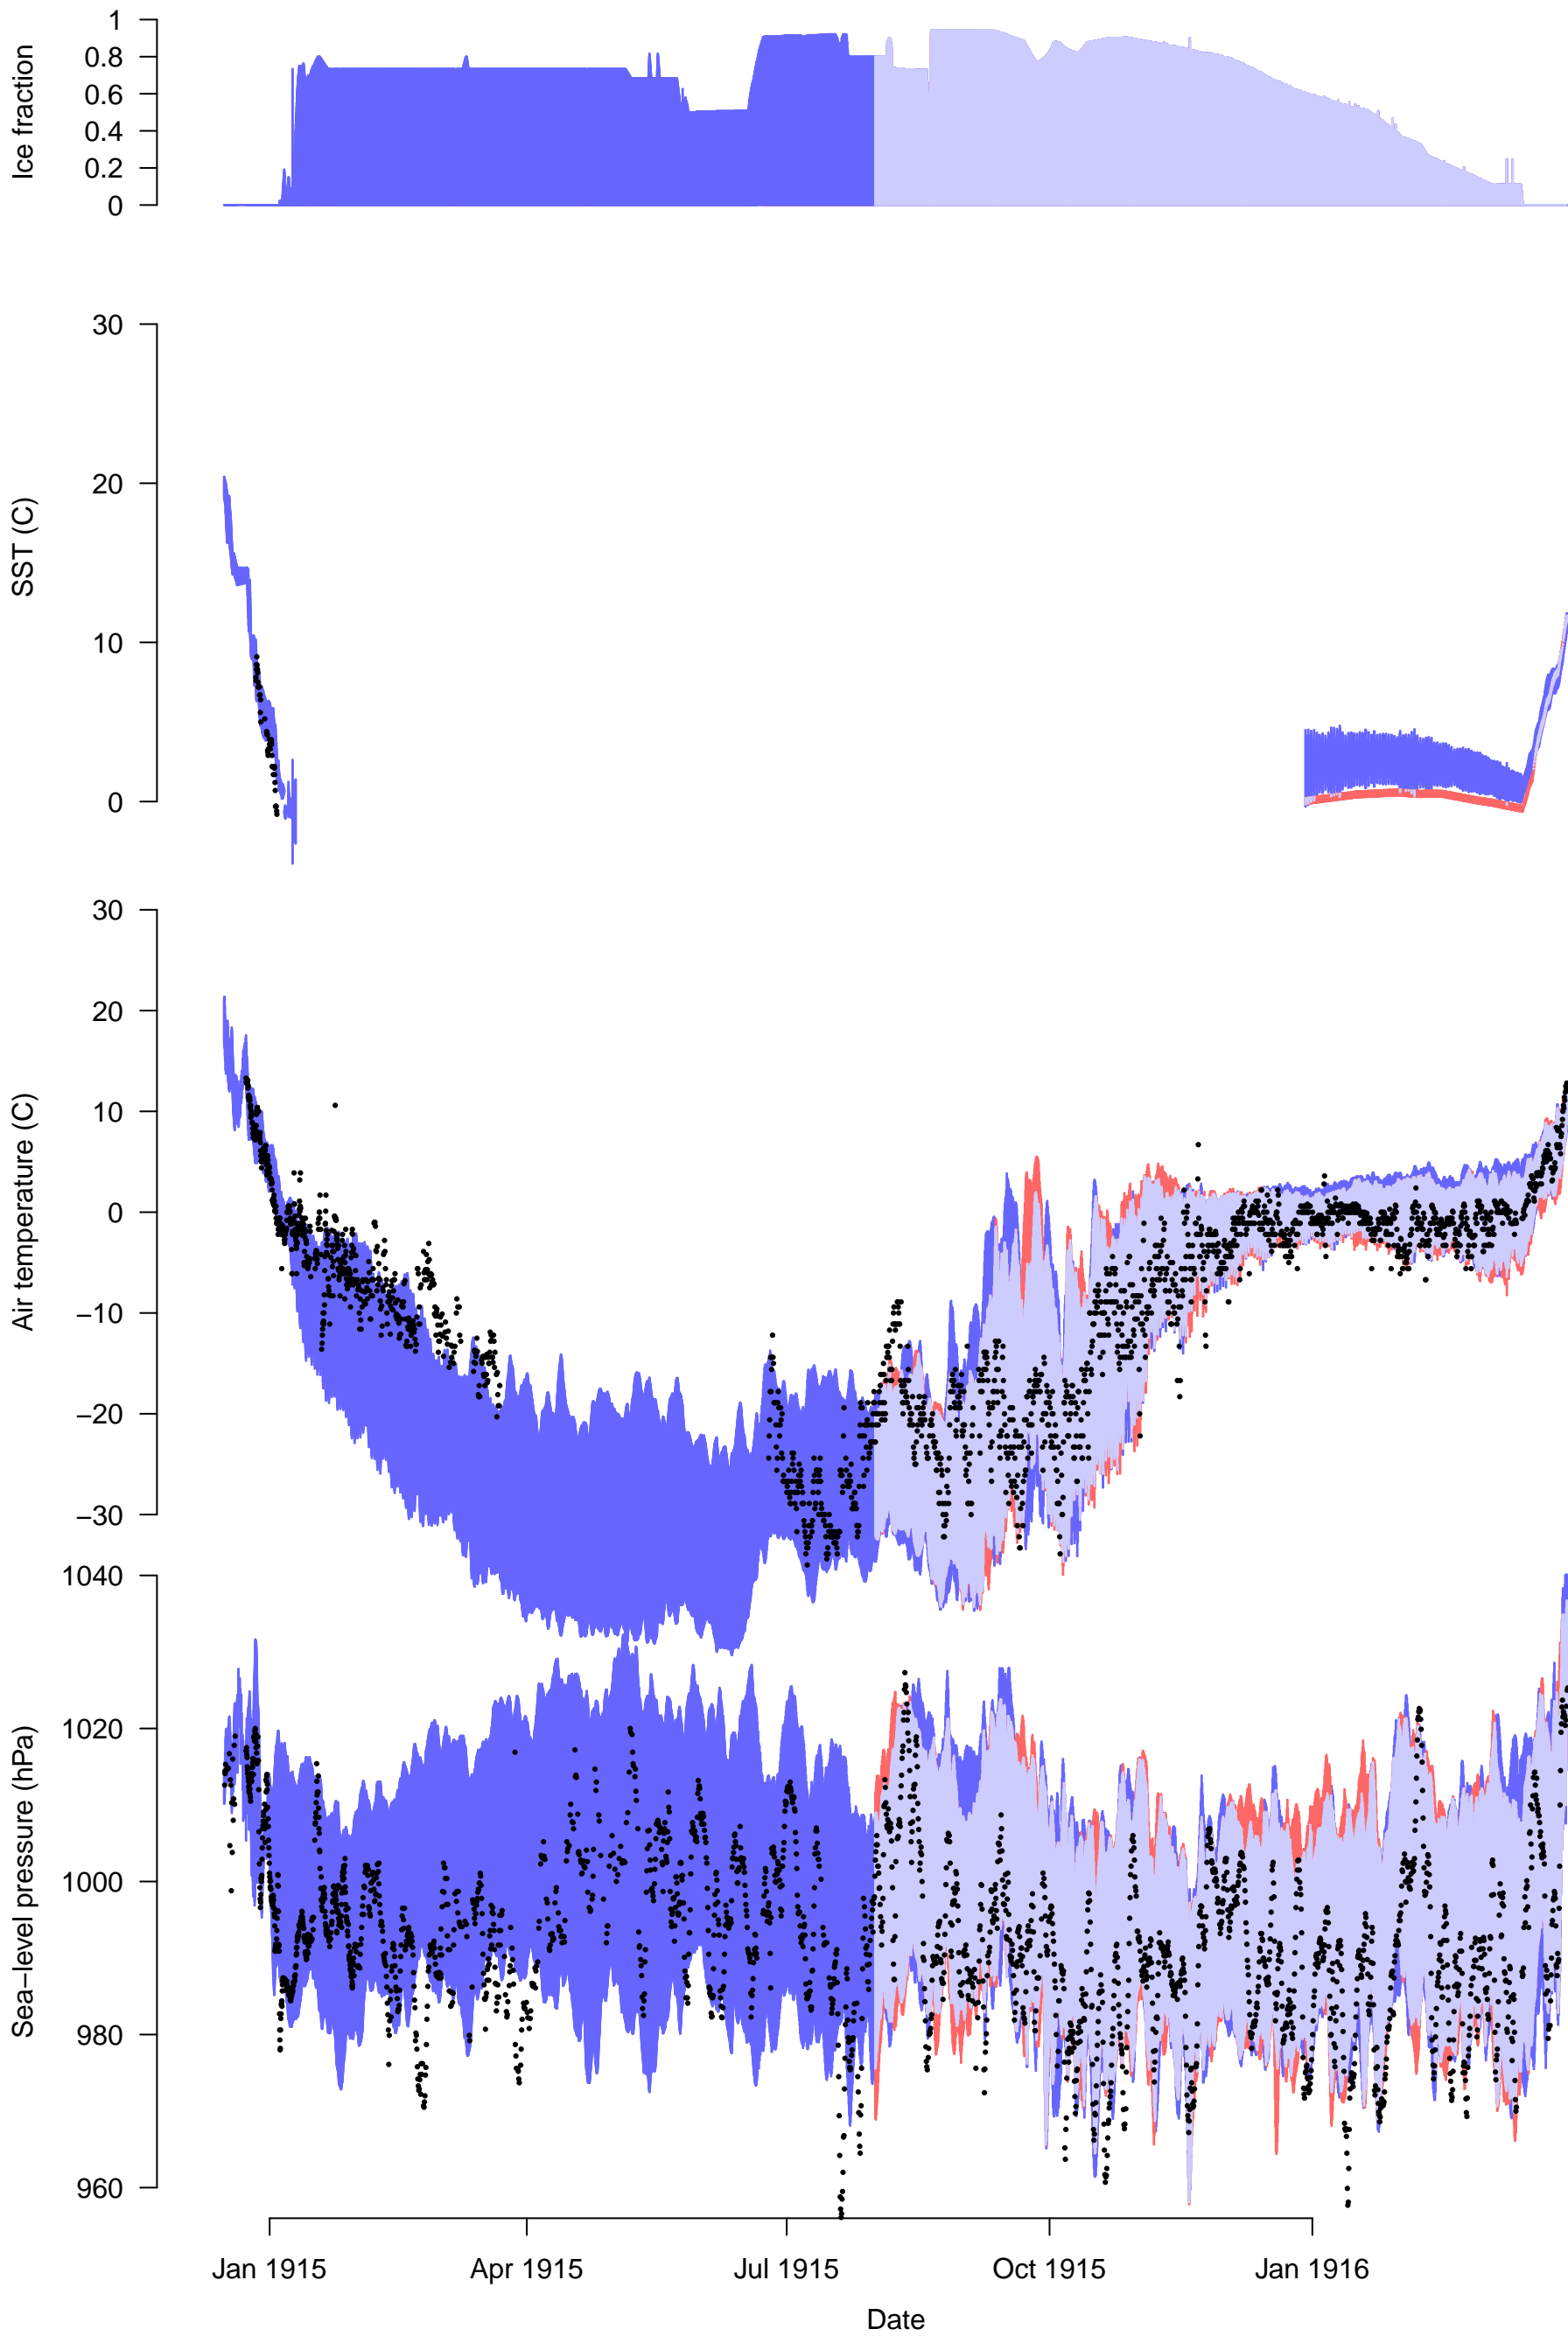 Ice fraction
1
0.8
0.6
0.4
0.2
0
SST (C)
30
20
10
0
Air temperature (C)
30
20
10
0
−10
−20
−30
Sea−level pressure (hPa)
1040
1020
1000
980
960
Jan 1915
Apr 1915
Jul 1915
Oct 1915
Jan 1916
Date